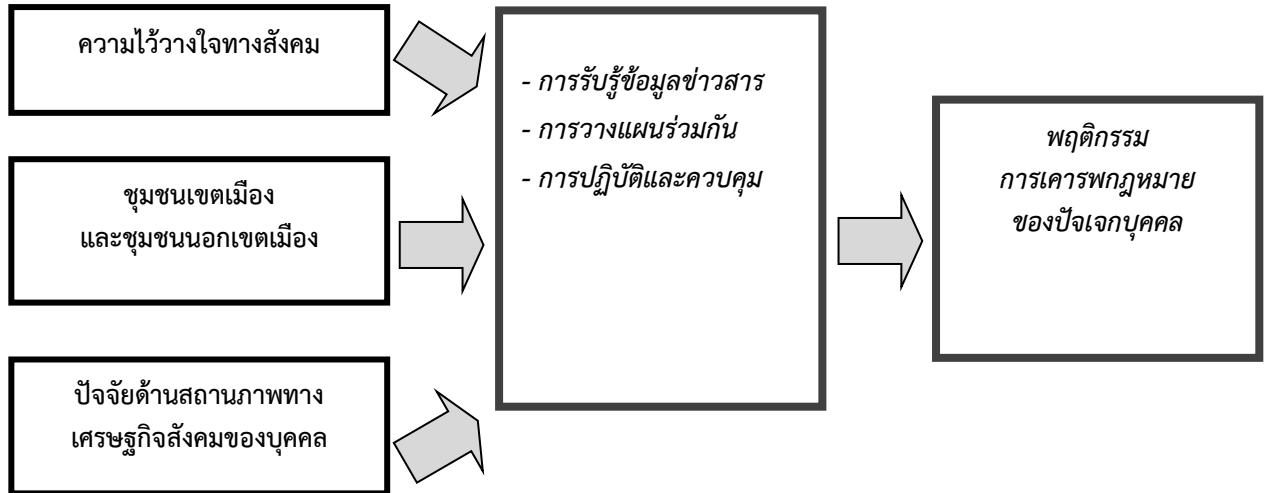 ความไว้วางใจทางสังคม
ชุมชนเขตเมือง
และชุมชนนอกเขตเมือง
ปัจจัยด้านสถานภาพทาง
เศรษฐกิจสังคมของบุคคล
- การรับรู้ข้อมูลข่าวสาร
- การวางแผนร่วมกัน
- การปฏิบัติและควบคุม
พฤติกรรม
การเคารพกฎหมาย
ของปัจเจกบุคคล